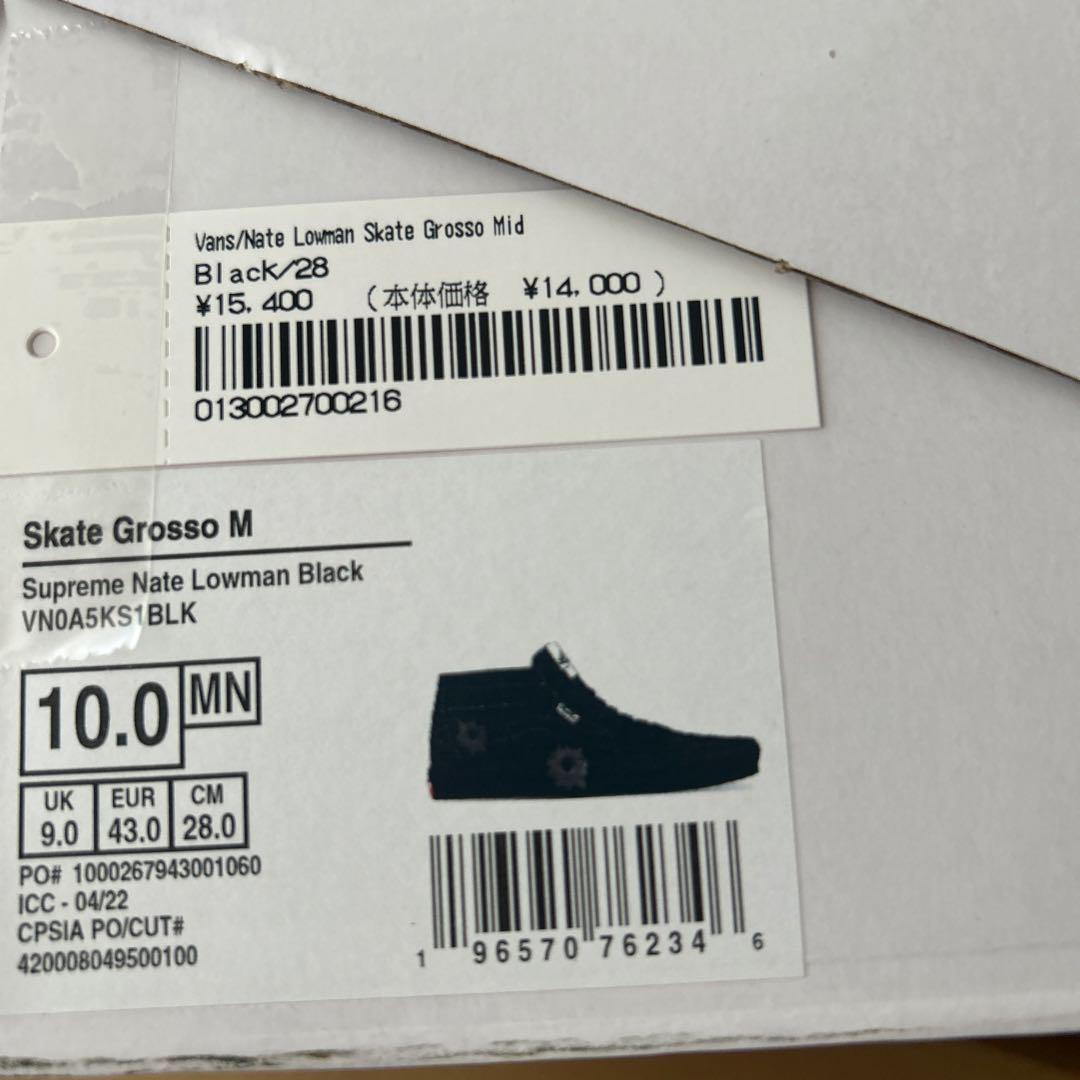 Vans/Nate Lowman Skate Grosso Mid
Black/28
¥15,400 (本体価格 ¥14,000 )
013002700216
Skate Grosso M
Supreme Nate Lowman Black
VN0A5KS1BLK
10.0 MN
UK EUR CM
9.0 43.0 28.0
PO# 1000267943001060
ICC - 04/22
CPSIA PO/CUT#
420008049500100
1 96570 76234 6